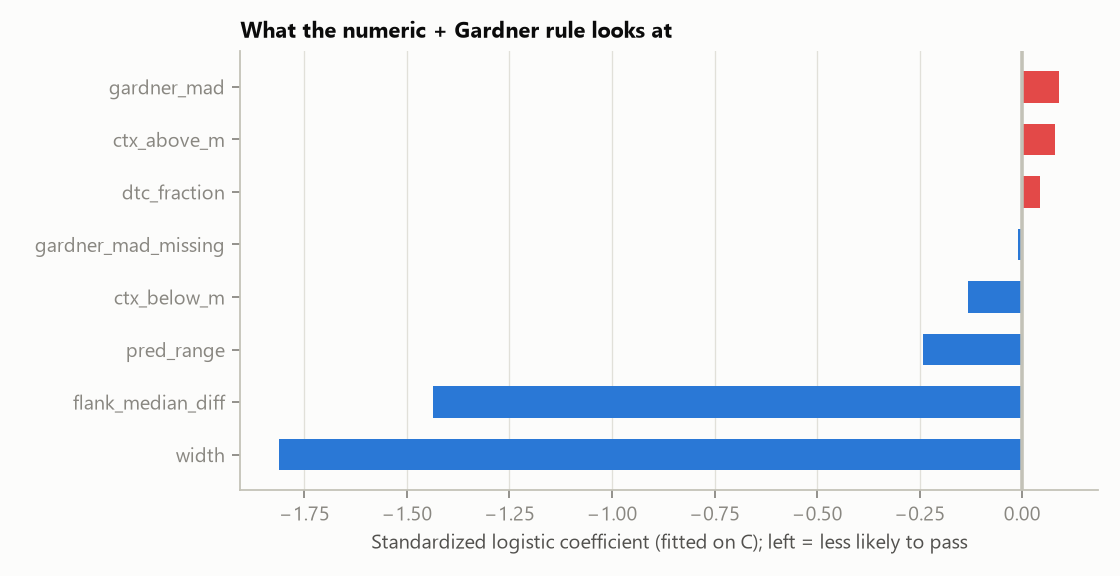 What the numeric + Gardner rule looks at
gardner_mad
ctx_above_m
dtc_fraction
gardner_mad_missing
ctx_below_m
pred_range
flank_median_diff
width
−1.75 −1.50 −1.25 −1.00 −0.75 −0.50 −0.25 0.00
Standardized logistic coefficient (fitted on C); left = less likely to pass